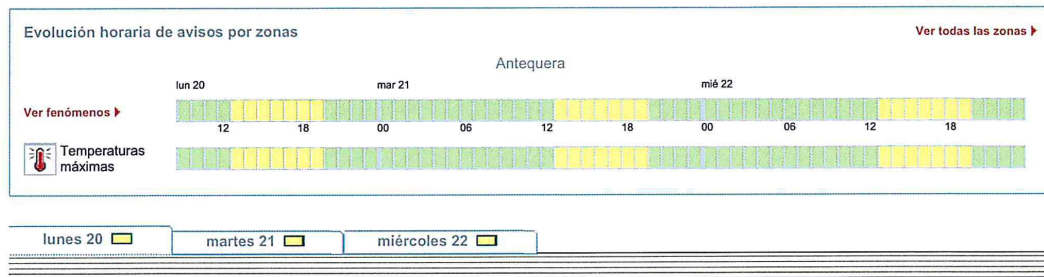 Evolución horaria de avisos por zonas
Ver todas las zonas
Antequera
lun 20 mar 21 mié 22
Ver fenómenos
12 18 00 06 12 18 00 06 12 18
Temperaturas
máximas
lunes 20 martes 21 miércoles 22